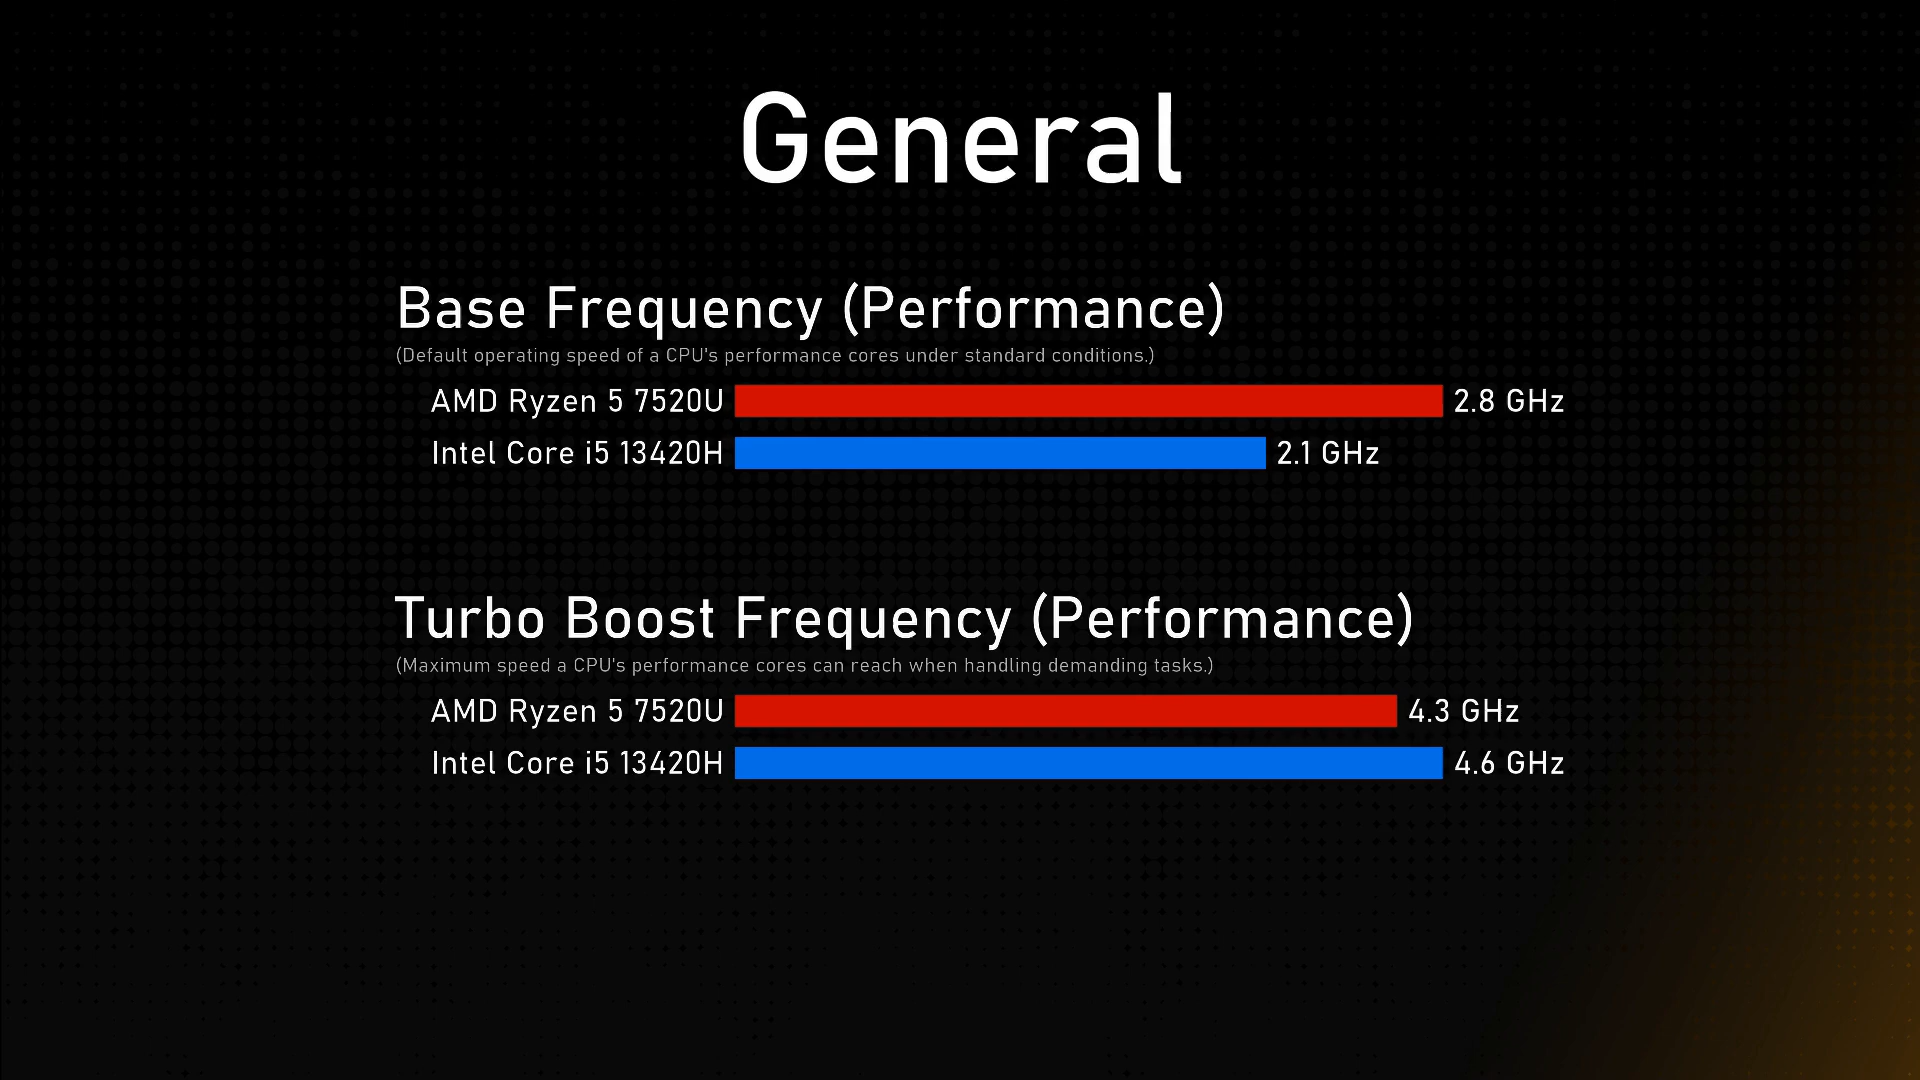 General
Base Frequency (Performance)
(Default operating speed of a CPU's performance cores under standard conditions.)
AMD Ryzen 5 7520U 2.8 GHz
Intel Core i5 13420H 2.1 GHz
Turbo Boost Frequency (Performance)
(Maximum speed a CPU's performance cores can reach when handling demanding tasks.)
AMD Ryzen 5 7520U 4.3 GHz
Intel Core i5 13420H 4.6 GHz